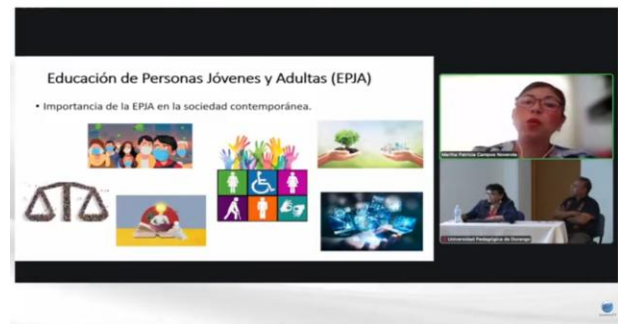 Educación de Personas Jóvenes y Adultas (EPJA)
• Importancia de la EPJA en la sociedad contemporánea.
Martha Patricia Campos
Universidad Pedagógica de Durango